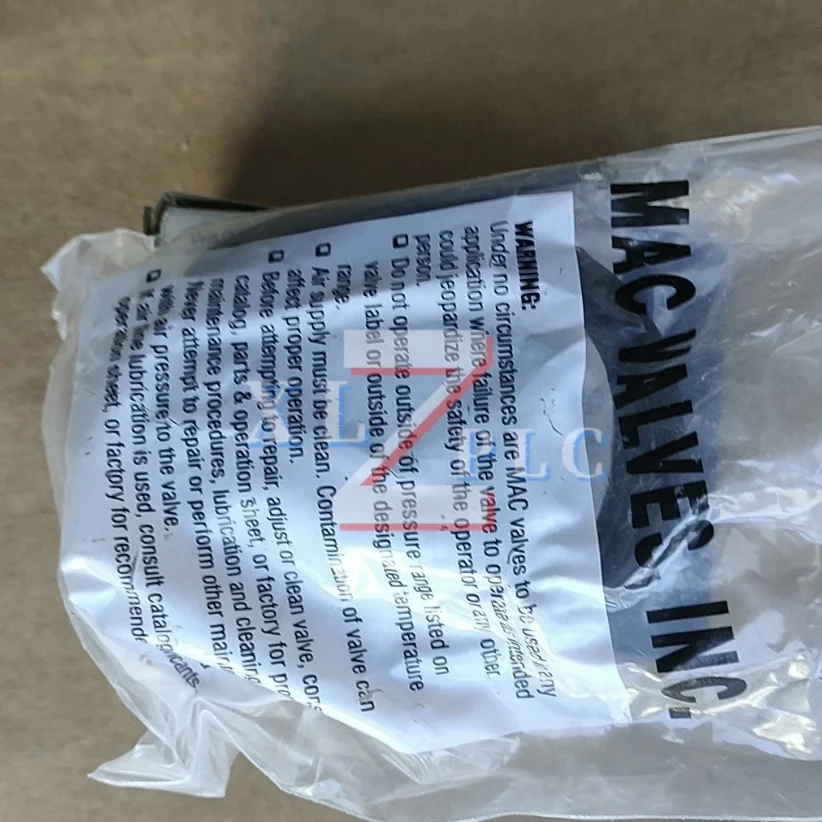 MAC VALVES INC.
WARNING:
Under no circumstances are MAC valves to be used in any
application where failure of the valve to operate as intended
could jeopardize the safety of the operator or any other
person.
❑ Do not operate outside of pressure range listed on
valve label or outside of the designated temperature
range.
❑ Air supply must be clean. Contamination of valve can
affect proper operation.
❑ Before attempting to repair, adjust or clean valve,
catalog, parts & operation sheet, or factory for
maintenance procedures, lubrication and cleaning
Never attempt to repair or perform other
with air pressure to the valve.
❑ If air line lubrication is used, consult catalog,
operation sheet, or factory for
XLZPLC